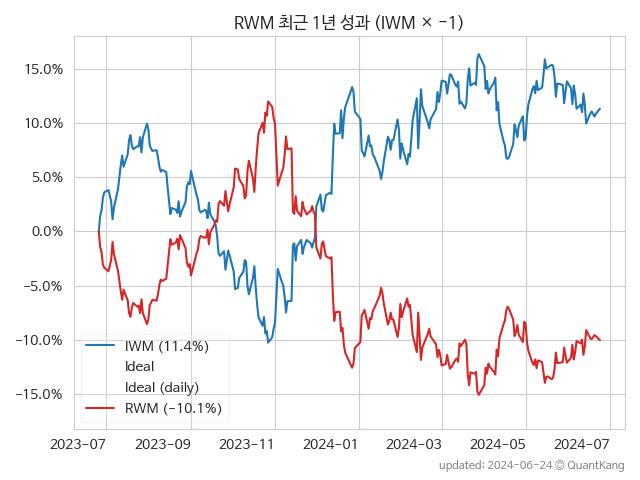 RWM 최근 1년 성과 (IWM × −1)
15.0%
10.0%
5.0%
0.0%
−5.0%
−10.0%
−15.0%
IWM (11.4%)
Ideal
Ideal (daily)
RWM (−10.1%)
2023−07 2023−09 2023−11 2024−01 2024−03 2024−05 2024−07
updated: 2024−06−24 © QuantKang